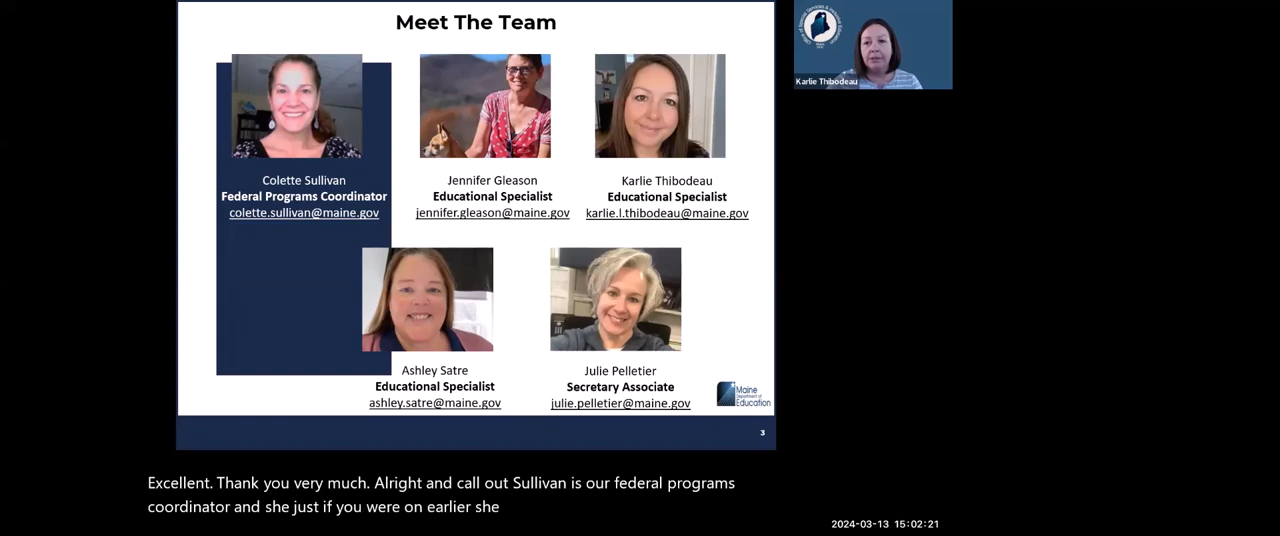 Meet The Team
Colette Sullivan
Federal Programs Coordinator
colette.sullivan@maine.gov
Jennifer Gleason
Educational Specialist
jennifer.gleason@maine.gov
Karlie Thibodeau
Educational Specialist
karlie.l.thibodeau@maine.gov
Ashley Satre
Educational Specialist
ashley.satre@maine.gov
Julie Pelletier
Secretary Associate
julie.pelletier@maine.gov
Maine
Department of
Education
3
Karlie Thibodeau
Excellent. Thank you very much. Alright and call out Sullivan is our federal programs
coordinator and she just if you were on earlier she
2024-03-13 15:02:21